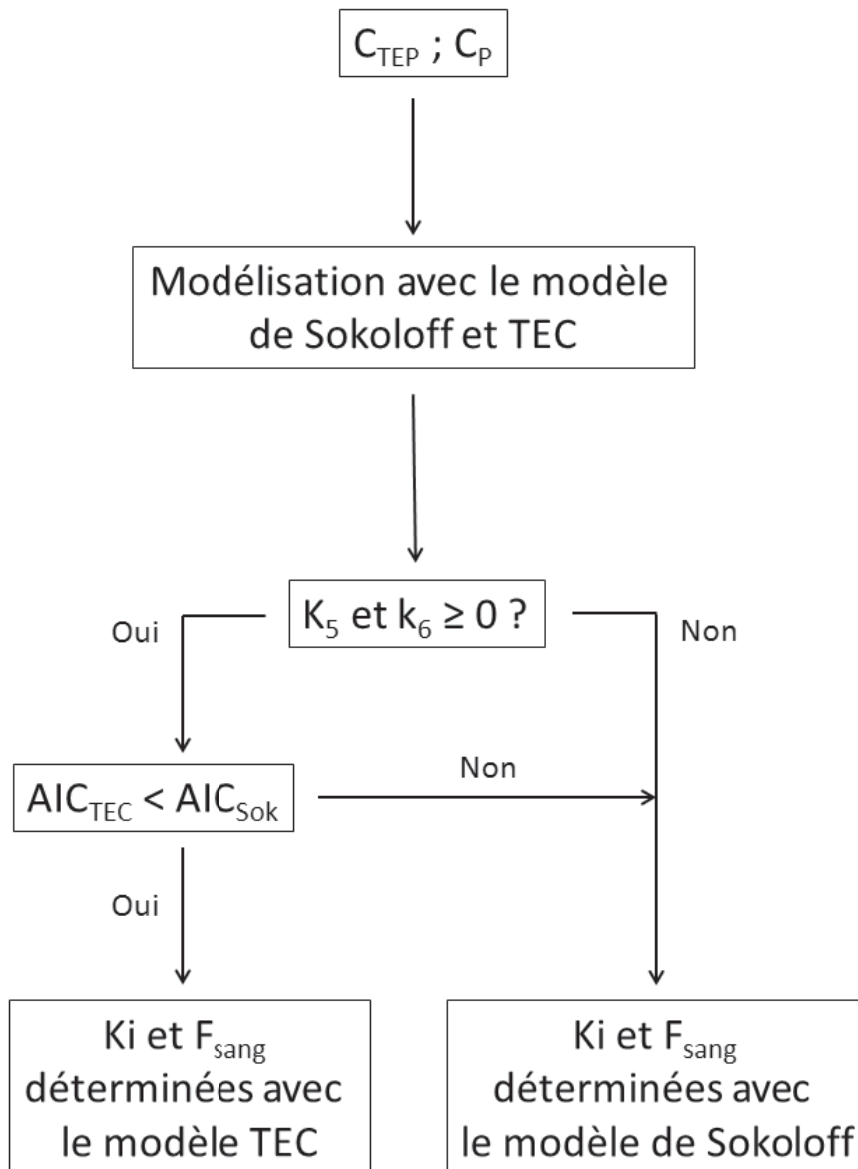 C_TEP ; C_P
Modélisation avec le modèle
de Sokoloff et TEC
K_5 et k_6 ≥ 0 ?
Oui
Non
Non
AIC_TEC < AIC_Sok
Oui
Ki et F_sang
déterminées avec
le modèle TEC
Ki et F_sang
déterminées avec
le modèle de Sokoloff